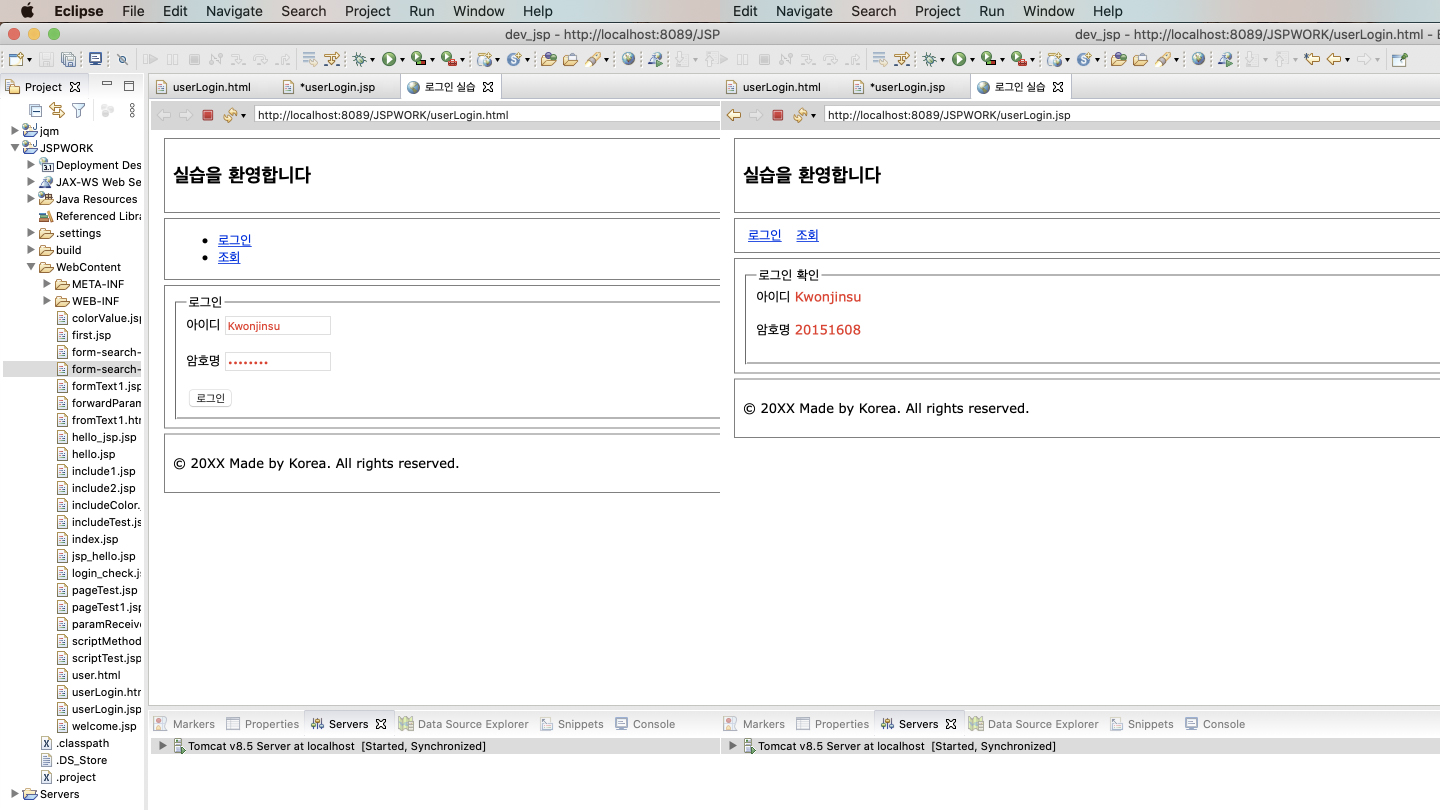 Eclipse File Edit Navigate Search Project Run Window Help
Edit Navigate Search Project Run Window Help
dev_jsp - http://localhost:8089/JSP
dev_jsp - http://localhost:8089/JSPWORK/userLogin.html - E
Project
userLogin.html
*userLogin.jsp
로그인 실습
userLogin.html
*userLogin.jsp
로그인 실습
http://localhost:8089/JSPWORK/userLogin.html
http://localhost:8089/JSPWORK/userLogin.jsp
jqm
JSPWORK
Deployment Des
JAX-WS Web Se
Java Resources
Referenced Libra
.settings
build
WebContent
META-INF
WEB-INF
colorValue.jsp
first.jsp
form-search-
form-search-
formText1.jsp
forwardParam
fromText1.htm
hello_jsp.jsp
hello.jsp
include1.jsp
include2.jsp
includeColor.
includeTest.js
index.jsp
jsp_hello.jsp
login_check.js
pageTest.jsp
pageTest1.jsp
paramReceive
scriptMethod
scriptTest.jsp
user.html
userLogin.htm
userLogin.jsp
welcome.jsp
.classpath
.DS_Store
.project
Servers
실습을 환영합니다
로그인
조회
로그인
아이디 Kwonjinsu
암호명 ••••••••
로그인
© 20XX Made by Korea. All rights reserved.
실습을 환영합니다
로그인 조회
로그인 확인
아이디 Kwonjinsu
암호명 20151608
© 20XX Made by Korea. All rights reserved.
Markers Properties Servers Data Source Explorer Snippets Console
Tomcat v8.5 Server at localhost [Started, Synchronized]
Markers Properties Servers Data Source Explorer Snippets Console
Tomcat v8.5 Server at localhost [Started, Synchronized]